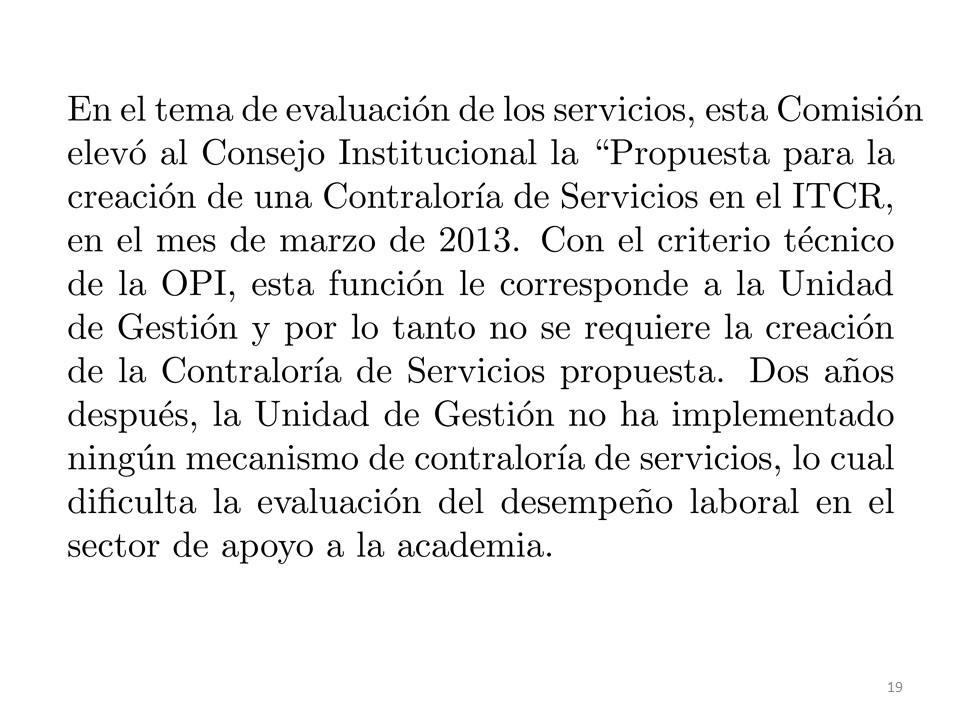 En el tema de evaluación de los servicios, esta Comisión
elevó al Consejo Institucional la “Propuesta para la
creación de una Contraloría de Servicios en el ITCR,
en el mes de marzo de 2013. Con el criterio técnico
de la OPI, esta función le corresponde a la Unidad
de Gestión y por lo tanto no se requiere la creación
de la Contraloría de Servicios propuesta. Dos años
después, la Unidad de Gestión no ha implementado
ningún mecanismo de contraloría de servicios, lo cual
dificulta la evaluación del desempeño laboral en el
sector de apoyo a la academia.
19